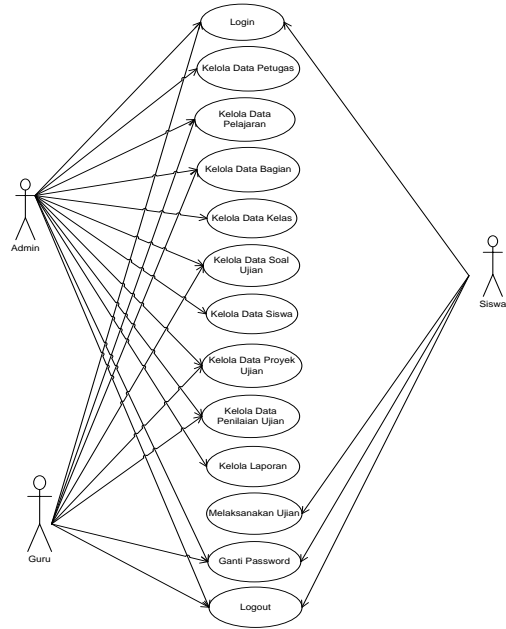 Login
Kelola Data Petugas
Kelola Data
Pelajaran
Kelola Data Bagian
Kelola Data Kelas
Admin
Kelola Data Soal
Ujian
Siswa
Kelola Data Siswa
Kelola Data Proyek
Ujian
Kelola Data
Penilaian Ujian
Kelola Laporan
Melaksanakan Ujian
Guru
Ganti Password
Logout